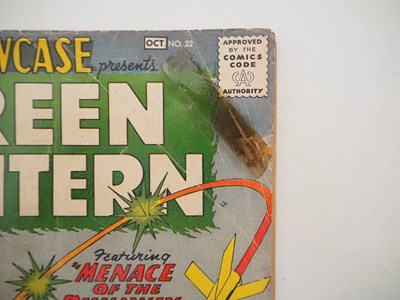 OCT. NO. 22
WCASE presents
APPROVED
BY THE
COMICS
CODE
CA
AUTHORITY
REEN
NTERN
Featuring
"MENACE
OF THE